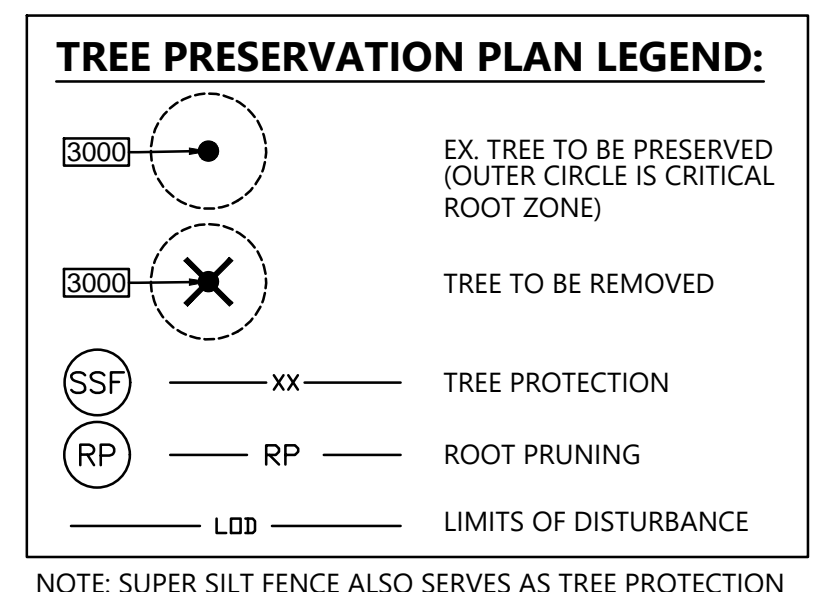 TREE PRESERVATION PLAN LEGEND:
3000
EX. TREE TO BE PRESERVED
(OUTER CIRCLE IS CRITICAL
ROOT ZONE)
3000
TREE TO BE REMOVED
SSF XX TREE PROTECTION
RP RP ROOT PRUNING
LOD LIMITS OF DISTURBANCE
NOTE: SUPER SILT FENCE ALSO SERVES AS TREE PROTECTION